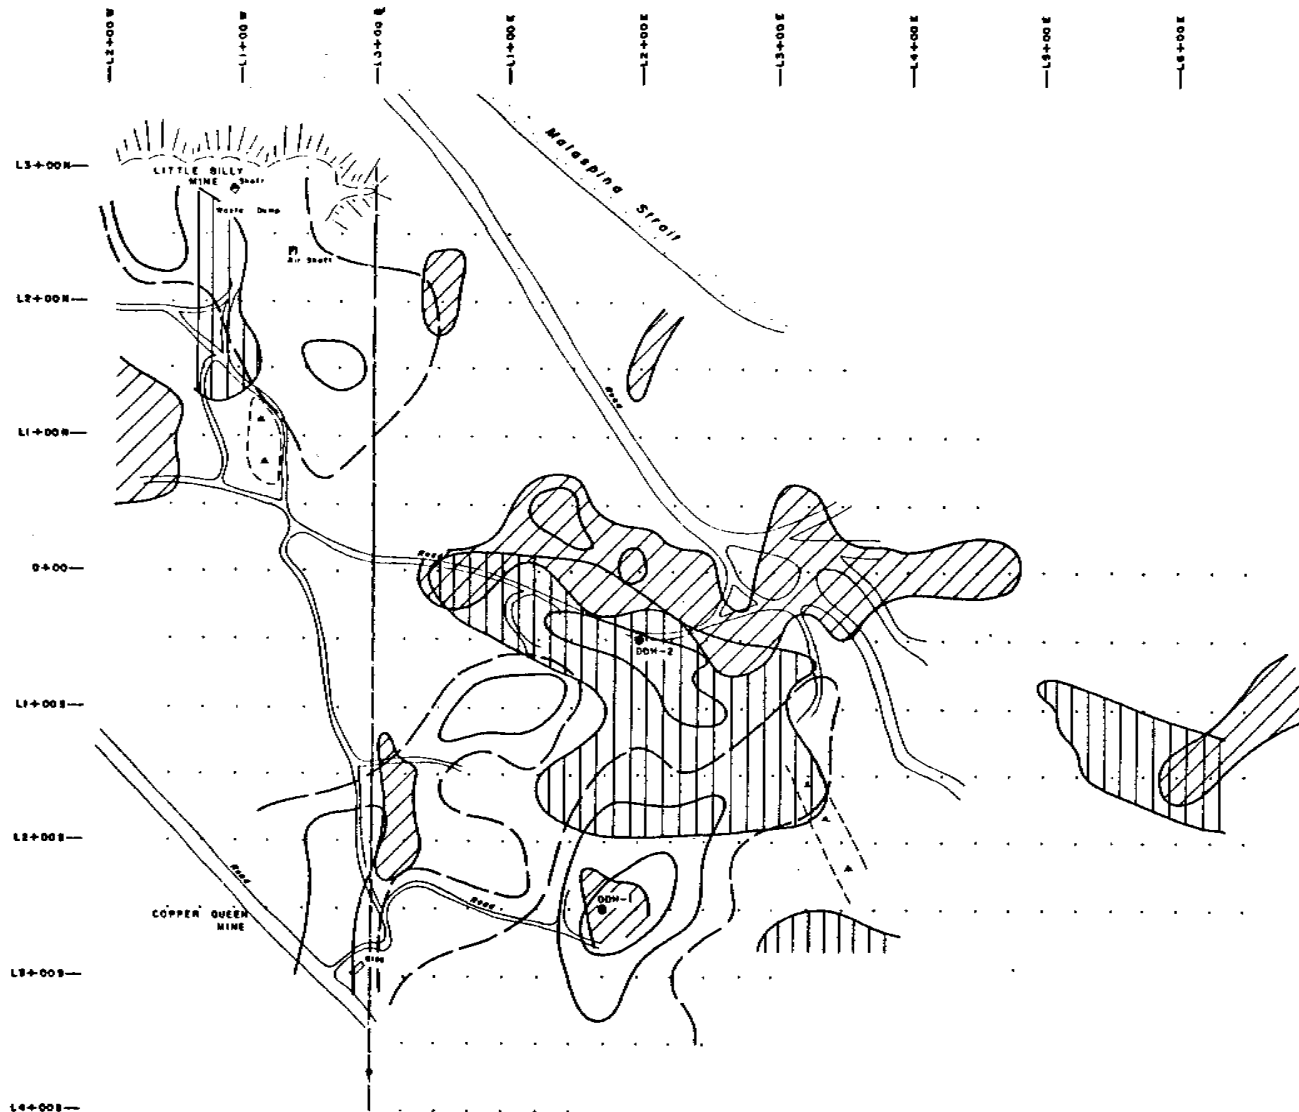 L2+00W
L1+00W
L3+00 ℄
L1+00E
L2+00E
L3+00E
L4+00E
L5+00E
L6+00E
Malaspina Strait
L3+00N
LITTLE BILLY
MINE
Shaft
Waste Dump
Air Shaft
L2+00N
Road
L1+00N
Road
0+00
DDH-2
L1+00S
L2+00S
Road
Road
DDH-1
COPPER QUEEN
MINE
L3+00S
Bldg
L4+00S